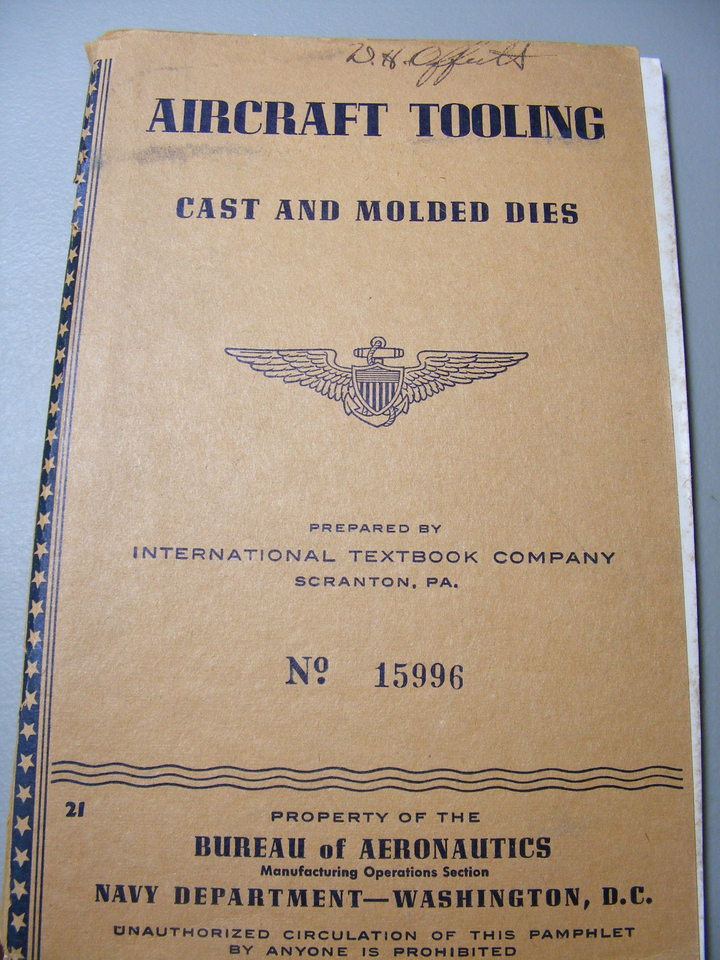 W. H. Offutt
AIRCRAFT TOOLING
CAST AND MOLDED DIES
PREPARED BY
INTERNATIONAL TEXTBOOK COMPANY
SCRANTON, PA.
Nº 15996
21
PROPERTY OF THE
BUREAU of AERONAUTICS
Manufacturing Operations Section
NAVY DEPARTMENT—WASHINGTON, D.C.
UNAUTHORIZED CIRCULATION OF THIS PAMPHLET
BY ANYONE IS PROHIBITED